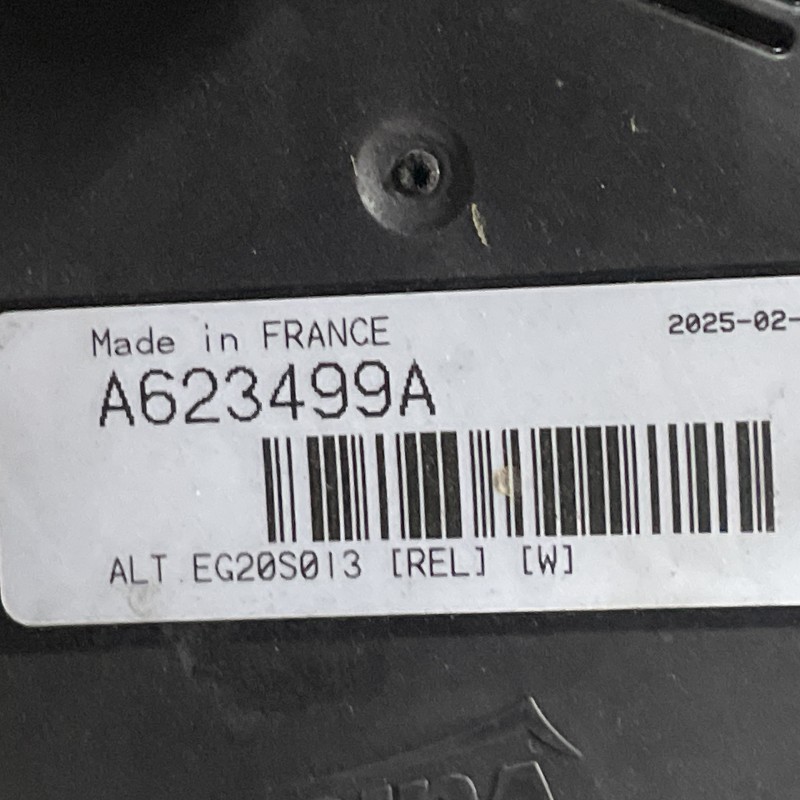 Made in FRANCE
2025-02-
A623499A
ALT EG20S013 [REL] [W]